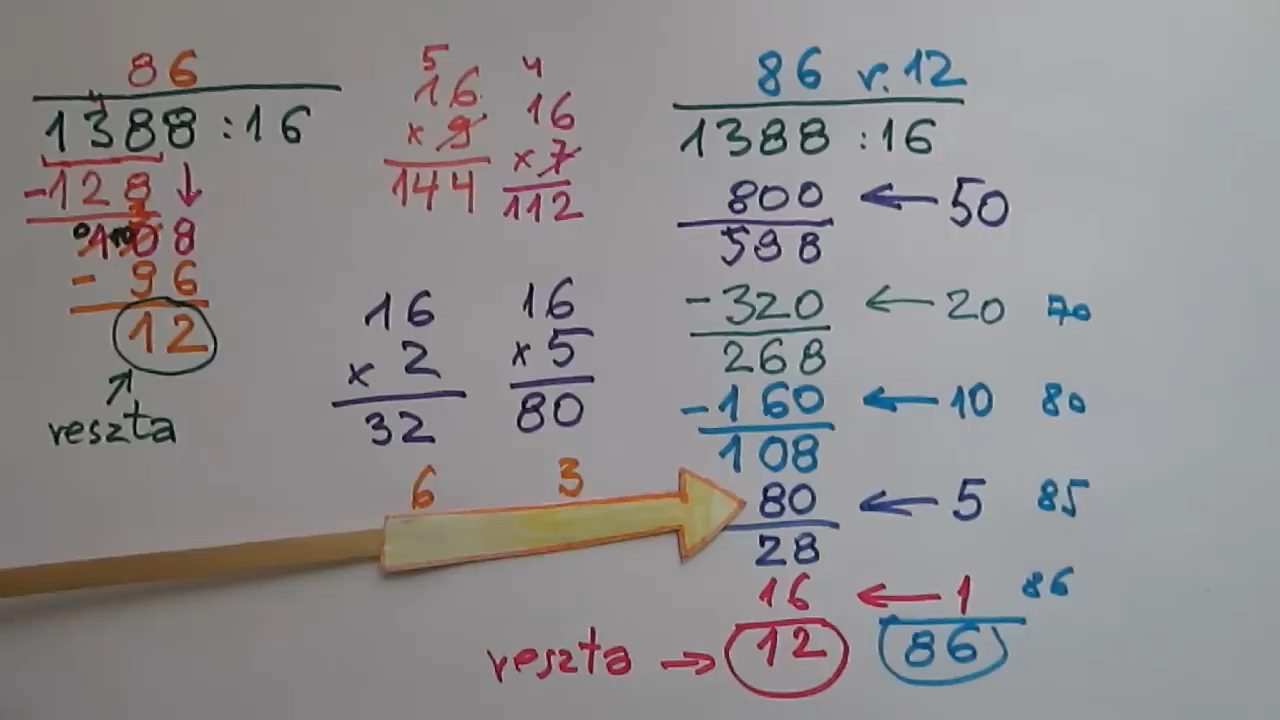 86
1388 : 16
-128
108
- 96
12
reszta
5
16
x 9
144
4
16
x 7
112
16
x 2
32
16
x 5
80
6 3
86 r. 12
1388 : 16
800 ← 50
588
-320 ← 20 70
268
-160 ← 10 80
108
80 ← 5 85
28
16 ← 1 86
reszta → 12 86